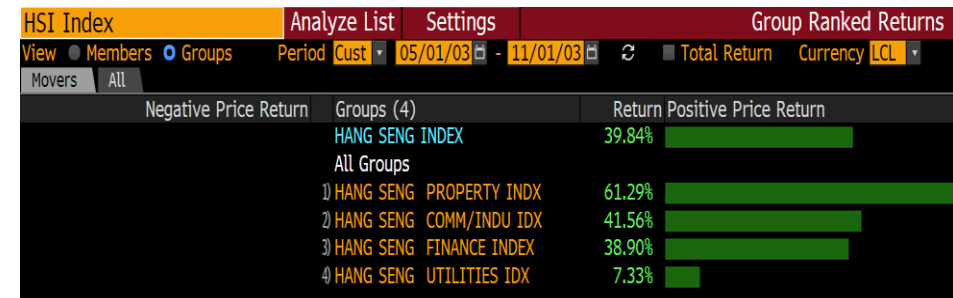 HSI Index Analyze List Settings Group Ranked Returns
View Members Groups Period Cust 05/01/03 - 11/01/03 Total Return Currency LCL
Movers All
Negative Price Return Groups (4) Return Positive Price Return
HANG SENG INDEX 39.84%
All Groups
1) HANG SENG PROPERTY INDX 61.29%
2) HANG SENG COMM/INDU IDX 41.56%
3) HANG SENG FINANCE INDEX 38.90%
4) HANG SENG UTILITIES IDX 7.33%